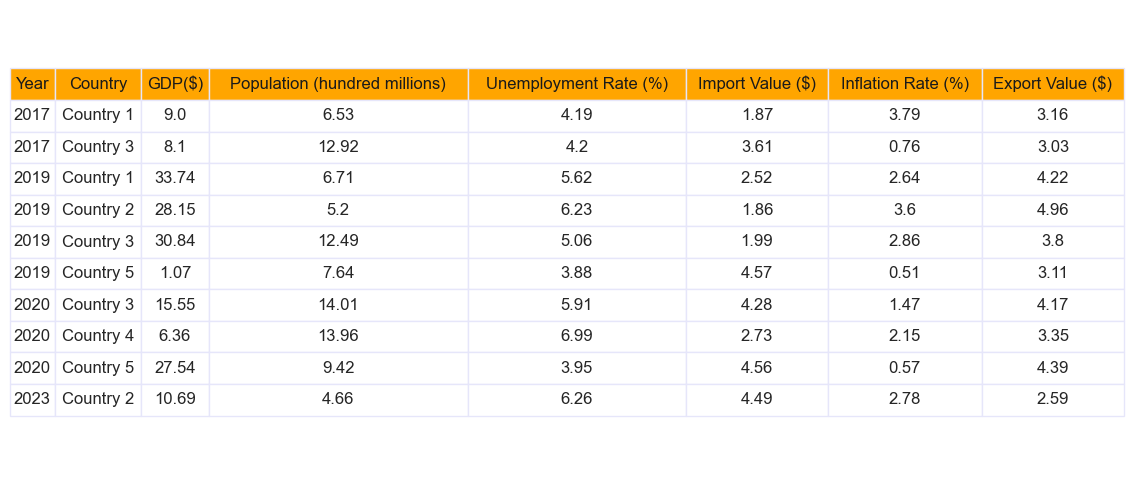 Year Country GDP($) Population (hundred millions) Unemployment Rate (%) Import Value ($) Inflation Rate (%) Export Value ($)
2017 Country 1 9.0 6.53 4.19 1.87 3.79 3.16
2017 Country 3 8.1 12.92 4.2 3.61 0.76 3.03
2019 Country 1 33.74 6.71 5.62 2.52 2.64 4.22
2019 Country 2 28.15 5.2 6.23 1.86 3.6 4.96
2019 Country 3 30.84 12.49 5.06 1.99 2.86 3.8
2019 Country 5 1.07 7.64 3.88 4.57 0.51 3.11
2020 Country 3 15.55 14.01 5.91 4.28 1.47 4.17
2020 Country 4 6.36 13.96 6.99 2.73 2.15 3.35
2020 Country 5 27.54 9.42 3.95 4.56 0.57 4.39
2023 Country 2 10.69 4.66 6.26 4.49 2.78 2.59